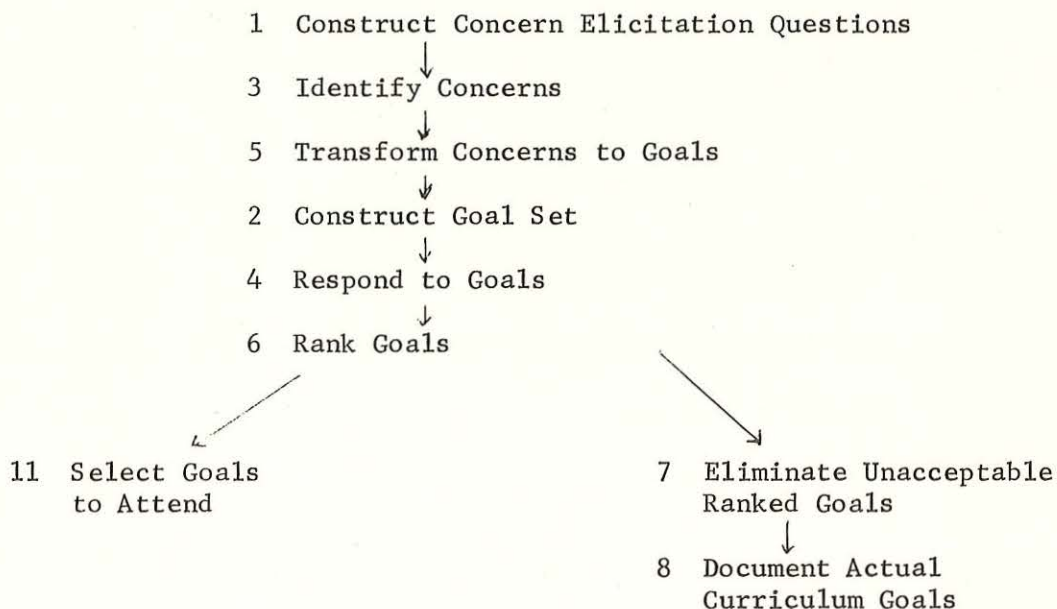 1 Construct Concern Elicitation Questions
3 Identify Concerns
5 Transform Concerns to Goals
2 Construct Goal Set
4 Respond to Goals
6 Rank Goals
11 Select Goals
to Attend
7 Eliminate Unacceptable
Ranked Goals
8 Document Actual
Curriculum Goals